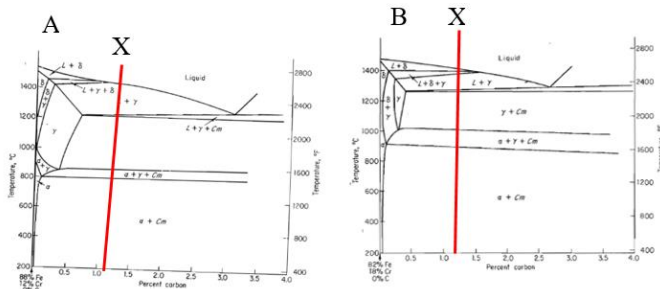 A
X
L + δ
Liquid
L + γ + δ
+ γ
L + γ + Cm
γ
α + γ + Cm
α
α + Cm
Temperature, °C
1400
1200
1000
800
600
400
200
2800
2400
2000
1600
1200
800
400
Temperature, °F
0.5
1.0
1.5
2.0
2.5
3.0
3.5
4.0
Percent carbon
88% Fe
12% Cr
0% C
B
X
L + δ
Liquid
L + δ + γ
L + γ
γ
γ + Cm
α + γ + Cm
α
α + Cm
Temperature, °C
1400
1200
1000
800
600
400
200
2800
2400
2000
1600
1200
800
400
Temperature, °F
0.5
1.0
1.5
2.0
2.5
3.0
3.5
4.0
Percent carbon
82% Fe
18% Cr
0% C